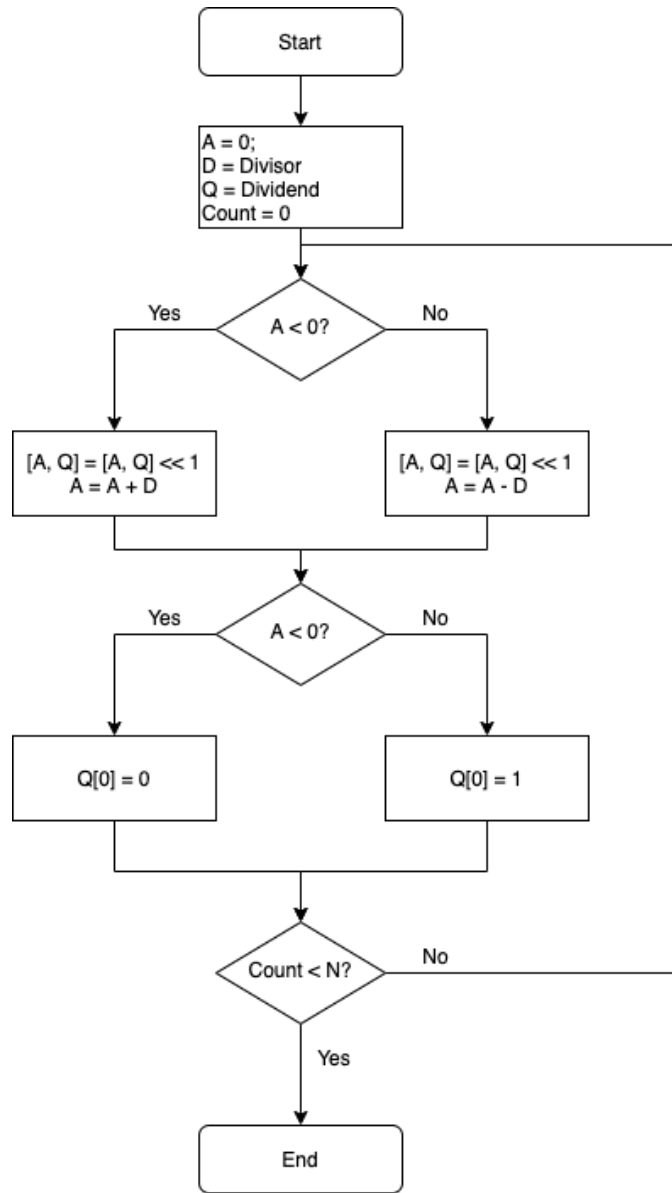 Start
A = 0;
D = Divisor
Q = Dividend
Count = 0
A < 0?
Yes
No
[A, Q] = [A, Q] << 1
A = A + D
[A, Q] = [A, Q] << 1
A = A - D
A < 0?
Yes
No
Q[0] = 0
Q[0] = 1
Count < N?
No
Yes
End